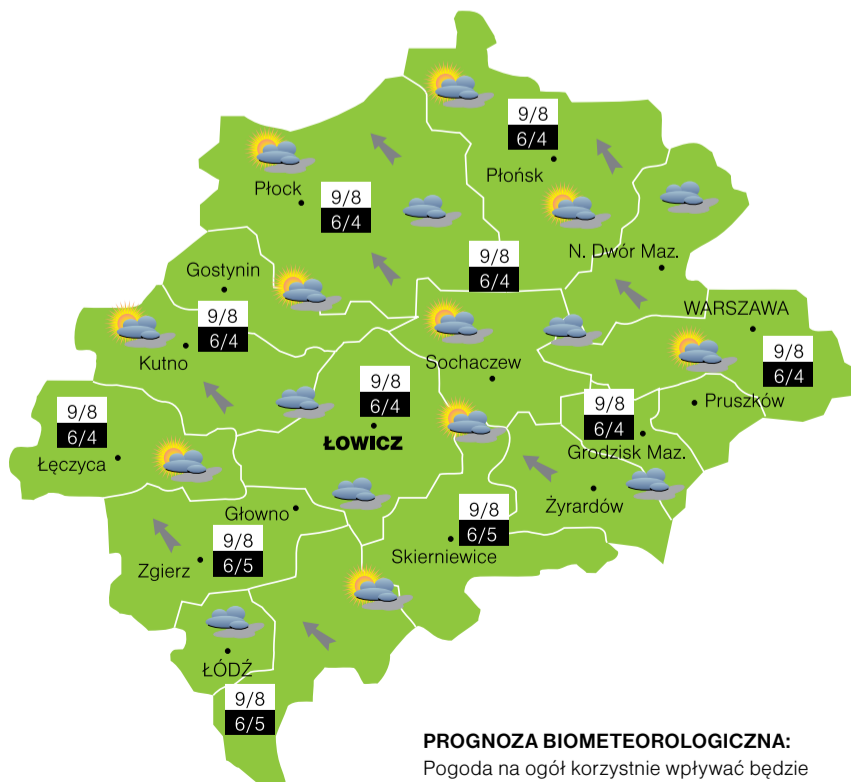 9/8
6/4
Płońsk
Płock
9/8
6/4
N. Dwór Maz.
9/8
6/4
Gostynin
WARSZAWA
9/8
6/4
Kutno
Sochaczew
9/8
6/4
9/8
6/4
Pruszków
9/8
6/4
ŁOWICZ
9/8
6/4
Grodzisk Maz.
Łęczyca
Żyrardów
Głowno
9/8
6/5
Skierniewice
9/8
6/5
Zgierz
ŁÓDŹ
9/8
6/5
PROGNOZA BIOMETEOROLOGICZNA:
Pogoda na ogół korzystnie wpływać będzie